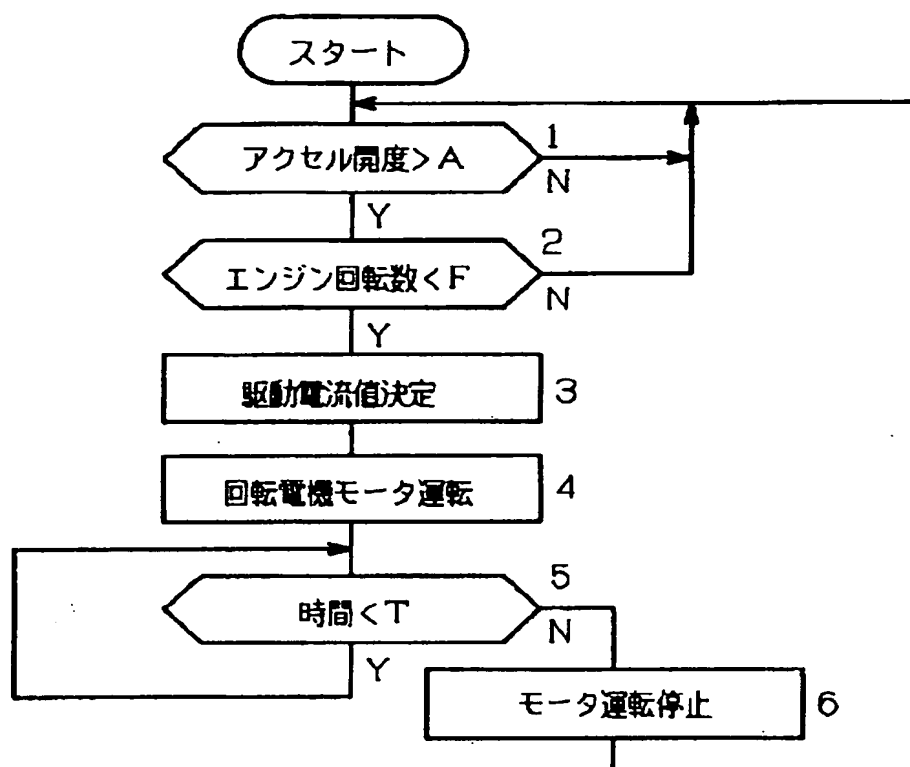 スタート
アクセル開度>A
1
N
Y
エンジン回転数<F
2
N
Y
駆動電流値決定
3
回転電機モータ運転
4
時間<T
5
N
Y
モータ運転停止
6